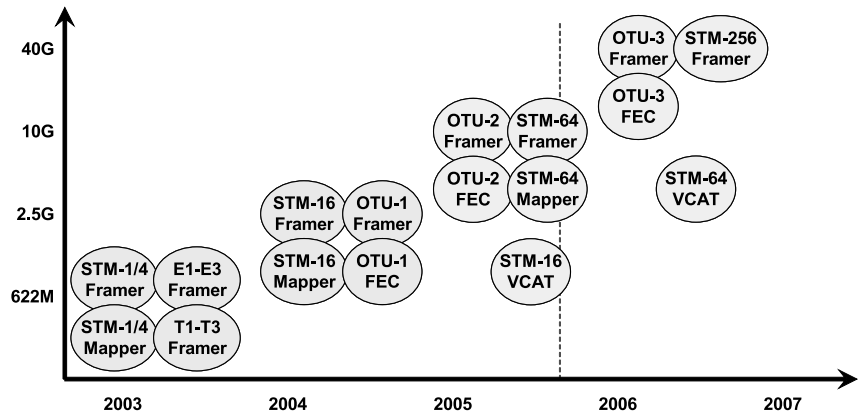 40G
OTU-3
Framer
STM-256
Framer
OTU-3
FEC
10G
OTU-2
Framer
STM-64
Framer
OTU-2
FEC
STM-64
Mapper
STM-64
VCAT
2.5G
STM-16
Framer
OTU-1
Framer
STM-16
Mapper
OTU-1
FEC
STM-16
VCAT
622M
STM-1/4
Framer
E1-E3
Framer
STM-1/4
Mapper
T1-T3
Framer
2003
2004
2005
2006
2007